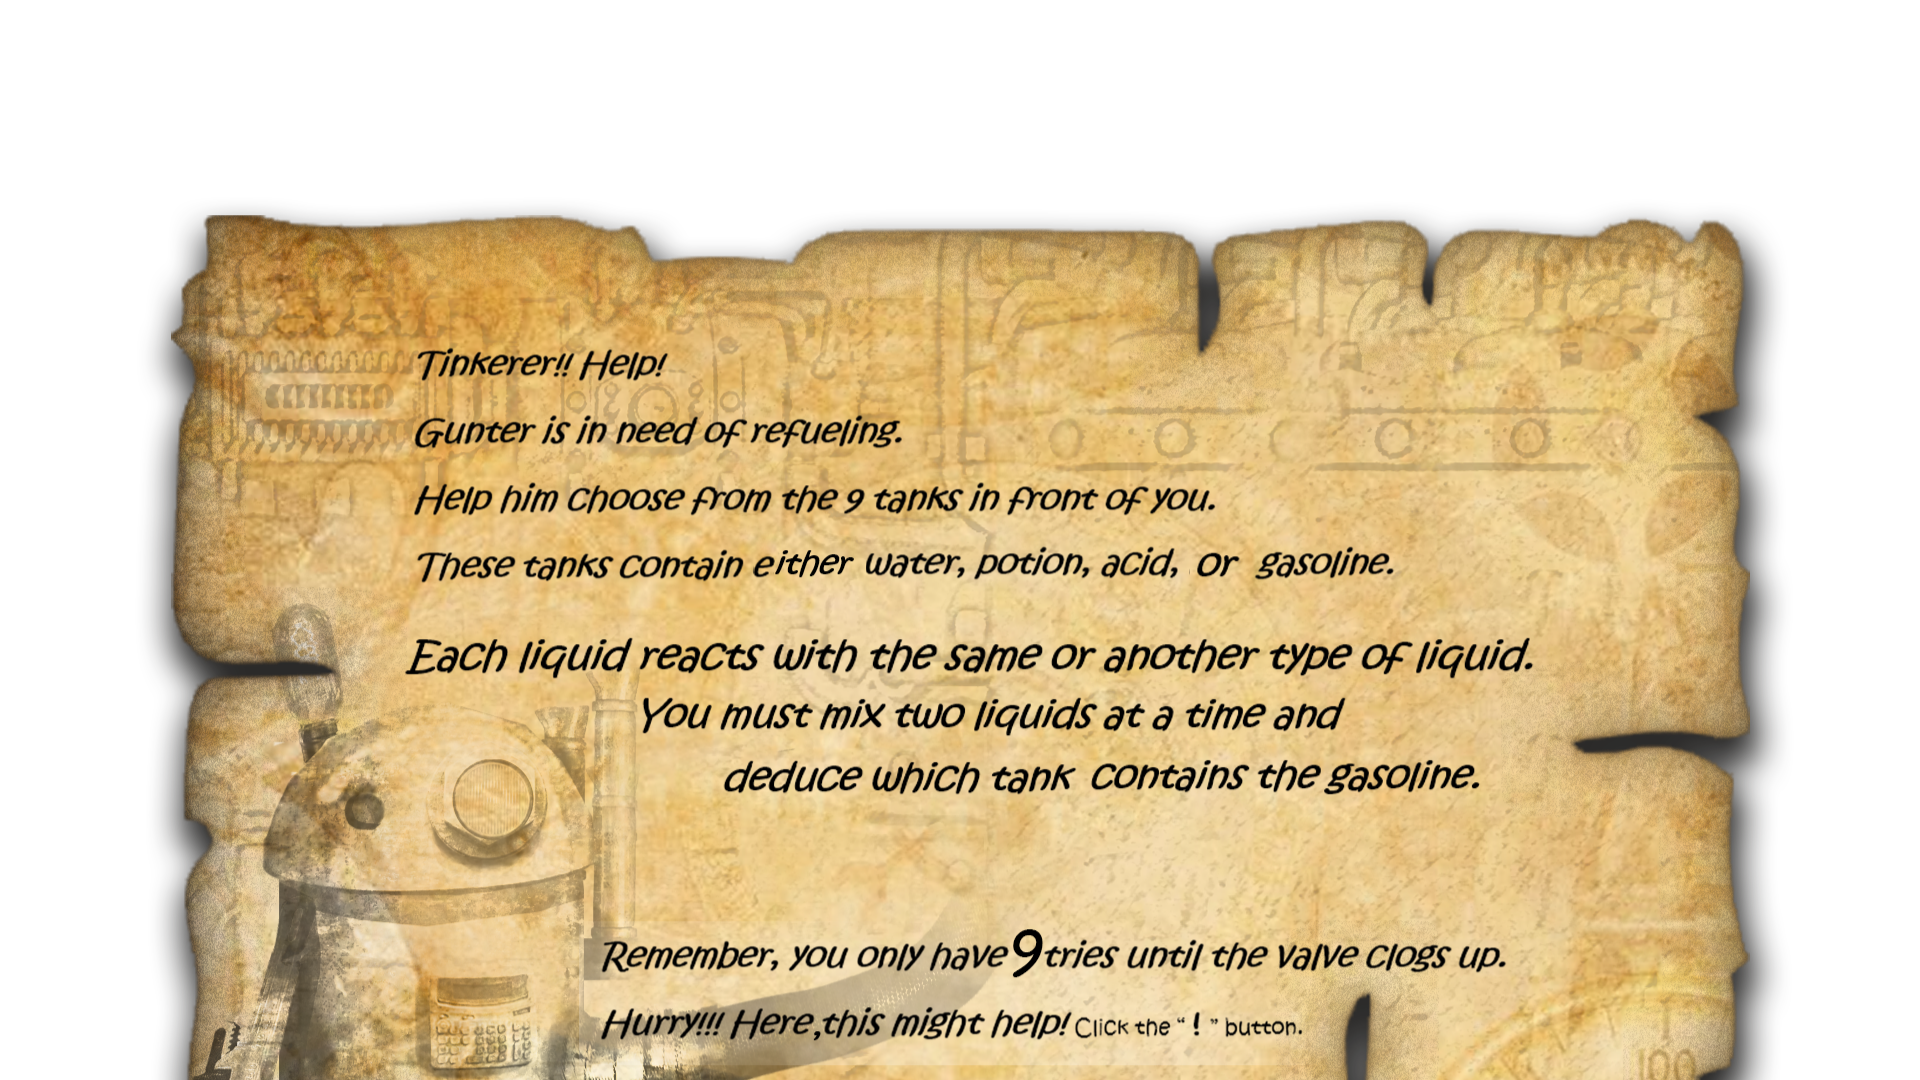 Tinkerer!! Help!
Gunter is in need of refueling.
Help him choose from the 9 tanks in front of you.
These tanks contain either water, potion, acid, or gasoline.
Each liquid reacts with the same or another type of liquid.
You must mix two liquids at a time and
deduce which tank contains the gasoline.
Remember, you only have 9 tries until the valve clogs up.
Hurry!!! Here,this might help! Click the “ ! ” button.
100